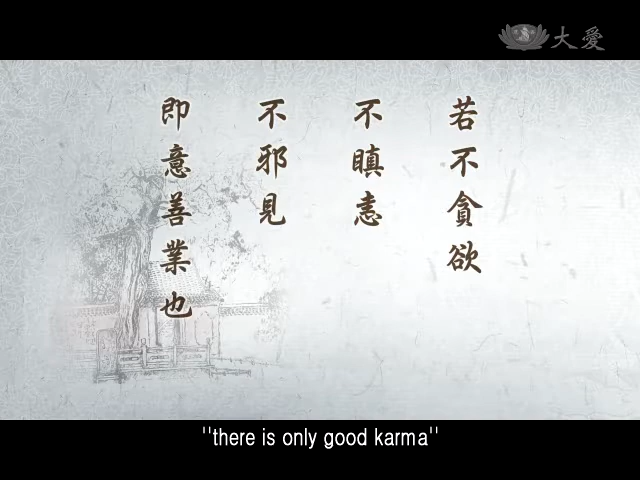 大愛
若不貪欲
不瞋恚
不邪見
即意善業也
''there is only good karma''